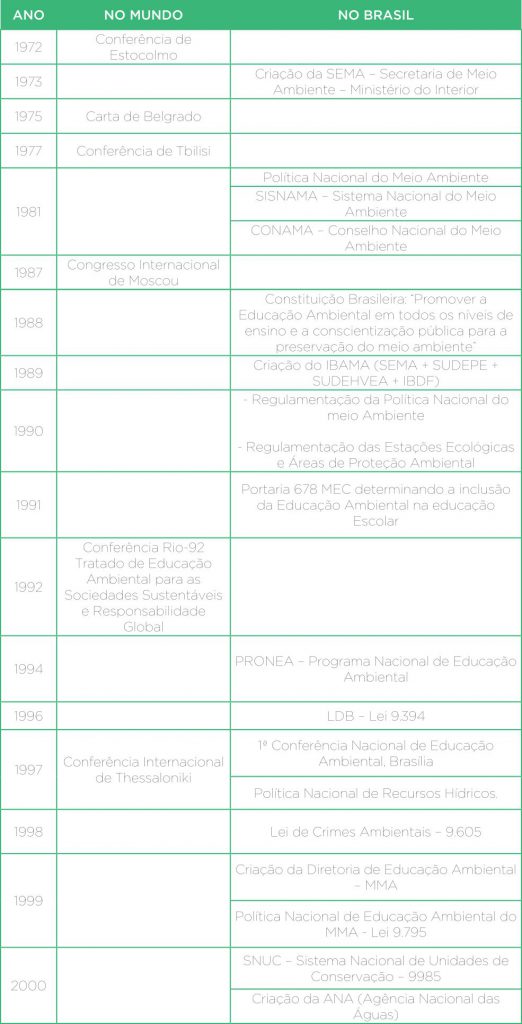 ANO NO MUNDO NO BRASIL
1972
Conferência de
Estocolmo
1973
Criação da SEMA – Secretaria de Meio
Ambiente – Ministério do Interior
1975
Carta de Belgrado
1977
Conferência de Tbilisi
1981
Política Nacional do Meio Ambiente
SISNAMA – Sistema Nacional do Meio
Ambiente
CONAMA – Conselho Nacional do Meio
Ambiente
1987
Congresso Internacional
de Moscou
1988
Constituição Brasileira: “Promover a
Educação Ambiental em todos os níveis de
ensino e a conscientização pública para a
preservação do meio ambiente”
1989
Criação do IBAMA (SEMA + SUDEPE +
SUDEHVEA + IBDF)
1990
- Regulamentação da Política Nacional do
meio Ambiente
- Regulamentação das Estações Ecológicas
e Áreas de Proteção Ambiental
1991
Portaria 678 MEC determinando a inclusão
da Educação Ambiental na educação
Escolar
1992
Conferência Rio-92
Tratado de Educação
Ambiental para as
Sociedades Sustentáveis
e Responsabilidade
Global
1994
PRONEA – Programa Nacional de Educação
Ambiental
1996
LDB – Lei 9.394
1997
Conferência Internacional
de Thessaloniki
1ª Conferência Nacional de Educação
Ambiental, Brasília
Política Nacional de Recursos Hídricos.
1998
Lei de Crimes Ambientais – 9.605
1999
Criação da Diretoria de Educação Ambiental
– MMA
Política Nacional de Educação Ambiental do
MMA - Lei 9.795
2000
SNUC – Sistema Nacional de Unidades de
Conservação – 9985
Criação da ANA (Agência Nacional das
Águas)